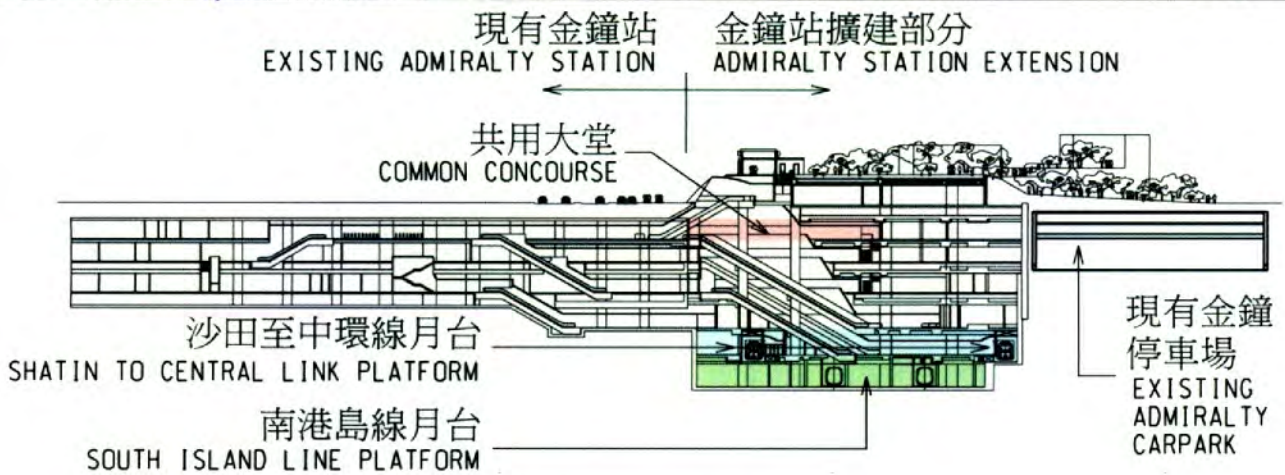 現有金鐘站
EXISTING ADMIRALTY STATION
金鐘站擴建部分
ADMIRALTY STATION EXTENSION
共用大堂
COMMON CONCOURSE
沙田至中環線月台
SHATIN TO CENTRAL LINK PLATFORM
南港島線月台
SOUTH ISLAND LINE PLATFORM
現有金鐘
停車場
EXISTING
ADMIRALTY
CARPARK